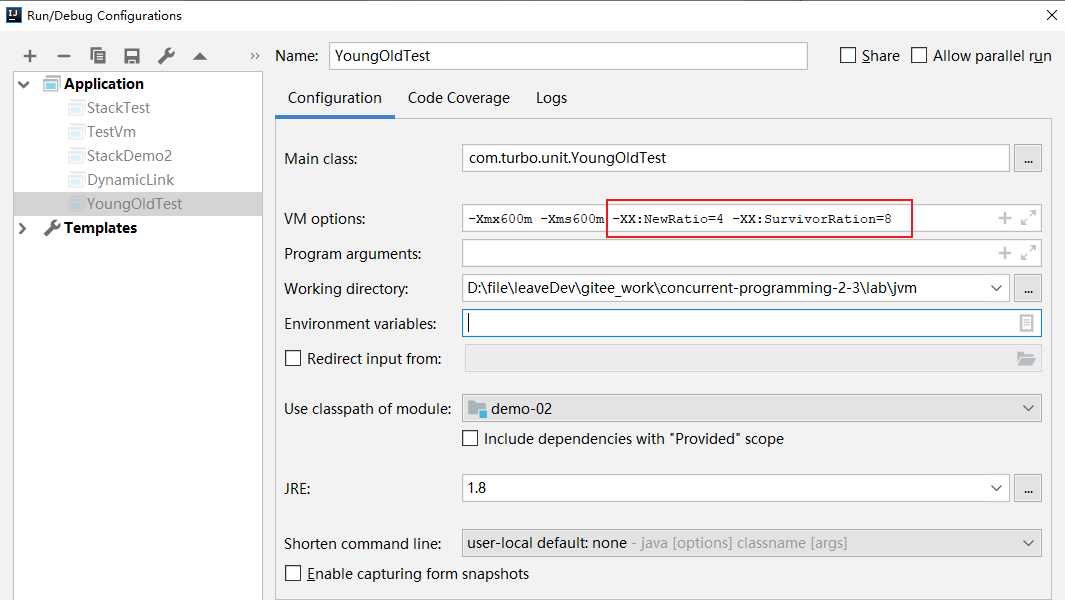 Run/Debug Configurations
Name: YoungOldTest Share Allow parallel run
Application
StackTest
TestVm
StackDemo2
DynamicLink
YoungOldTest
Templates
Configuration Code Coverage Logs
Main class: com.turbo.unit.YoungOldTest ...
VM options: -Xmx600m -Xms600m -XX:NewRatio=4 -XX:SurvivorRation=8
Program arguments:
Working directory: D:\file\leaveDev\gitee_work\concurrent-programming-2-3\lab\jvm ...
Environment variables:
Redirect input from:
Use classpath of module: demo-02
Include dependencies with "Provided" scope
JRE: 1.8 ...
Shorten command line: user-local default: none - java [options] classname [args]
Enable capturing form snapshots